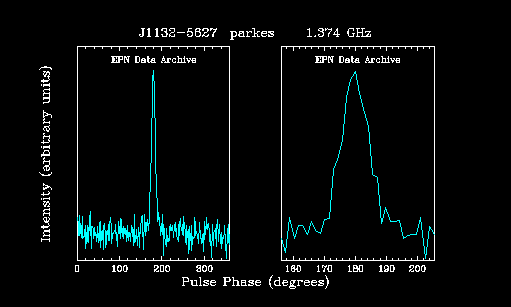 J1132-5627 parkes 1.374 GHz
EPN Data Archive
EPN Data Archive
Intensity (arbitrary units)
0 100 200 300
160 170 180 190 200
Pulse Phase (degrees)